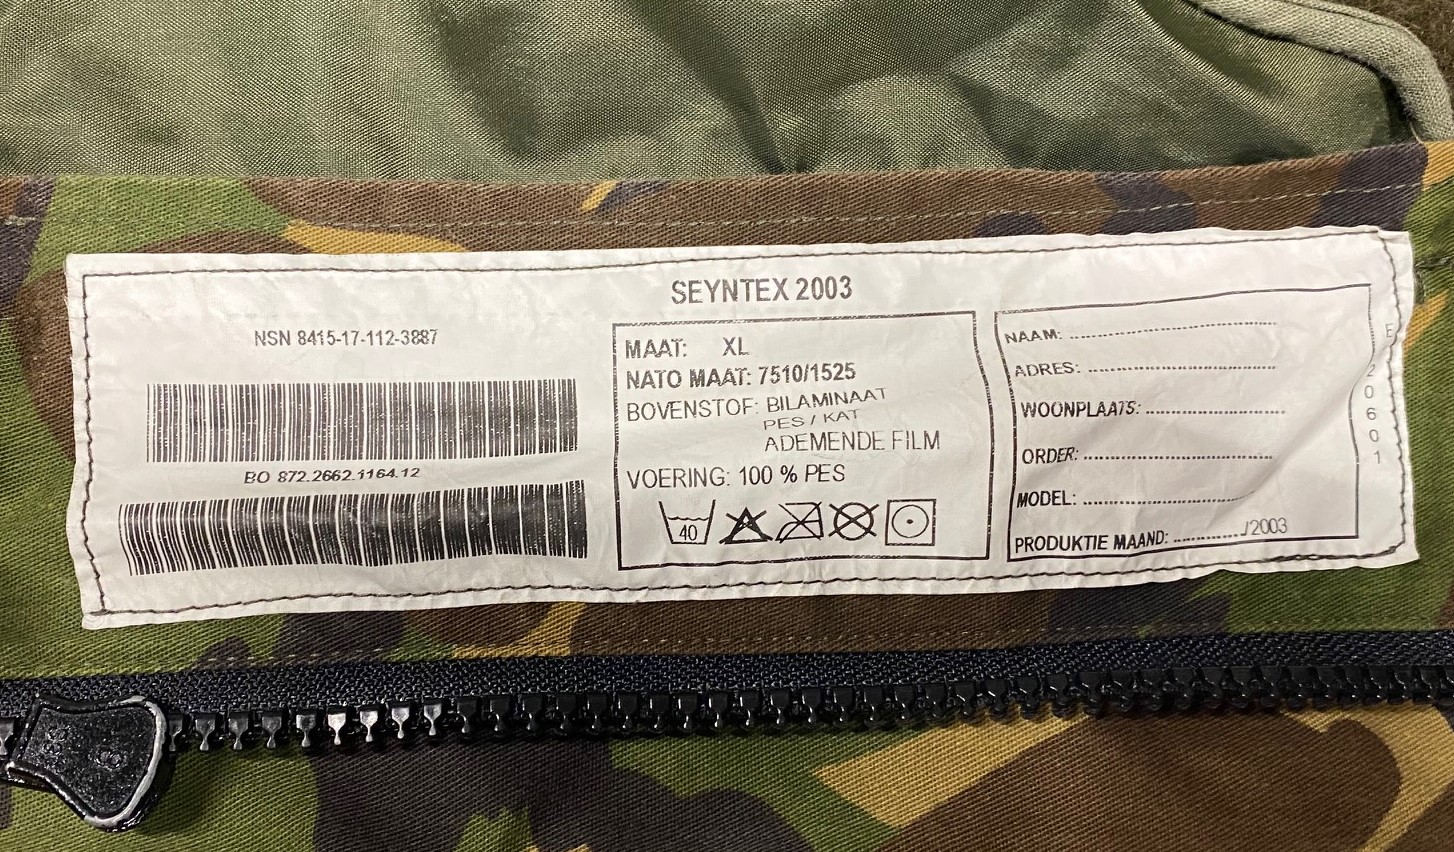 SEYNTEX 2003
NSN 8415-17-112-3887
BO 872.2662.1164.12
MAAT: XL
NATO MAAT: 7510/1525
BOVENSTOF: BILAMINAAT
PES / KAT
ADEMENDE FILM
VOERING: 100 % PES
40
NAAM: ................................
ADRES: ................................
WOONPLAATS: ................................
ORDER: ................................
MODEL: ................................
PRODUKTIE MAAND: ............./2003
E
20601